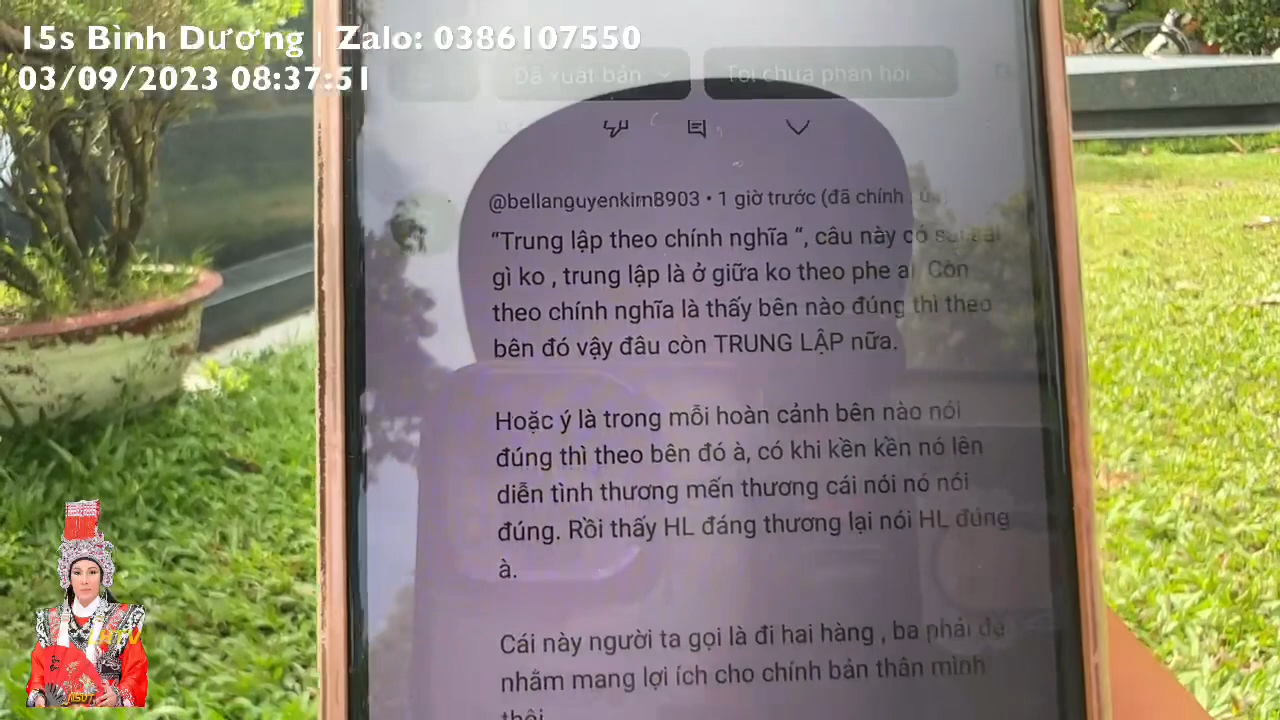 15s Bình Dương | Zalo: 0386107550
03/09/2023 08:37:51
Đã xuất bản
Tôi chưa phản hồi
@bellanguyenkim8903 • 1 giờ trước (đã chỉnh
“Trung lập theo chính nghĩa “, câu này có
gì ko , trung lập là ở giữa ko theo phe ai Còn
theo chính nghĩa là thấy bên nào đúng thì theo
bên đó vậy đâu còn TRUNG LẬP nữa.
Hoặc ý là trong mỗi hoàn cảnh bên nào nói
đúng thì theo bên đó à, có khi kền kền nó lên
diễn tình thương mến thương cái nói nó nói
đúng. Rồi thấy HL đáng thương lại nói HL đúng
à.
Cái này người ta gọi là đi hai hàng , ba phải để
nhằm mang lợi ích cho chính bản thân mình
thôi
HTV
NSƯT